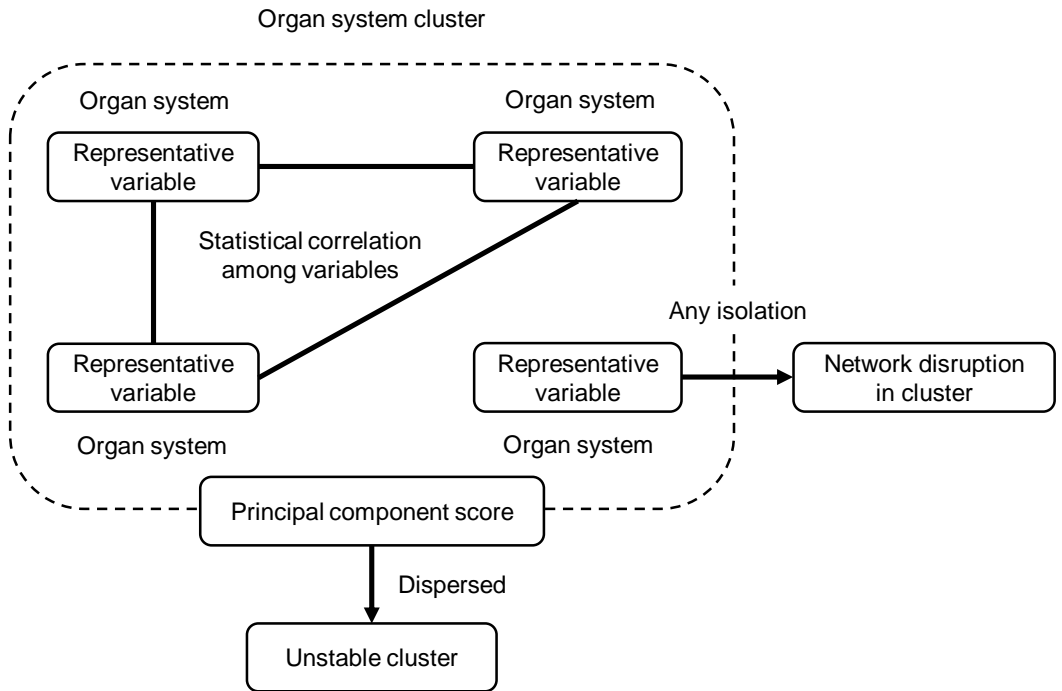 Organ system cluster
Organ system
Organ system
Representative
variable
Representative
variable
Statistical correlation
among variables
Any isolation
Representative
variable
Representative
variable
Network disruption
in cluster
Organ system
Organ system
Principal component score
Dispersed
Unstable cluster